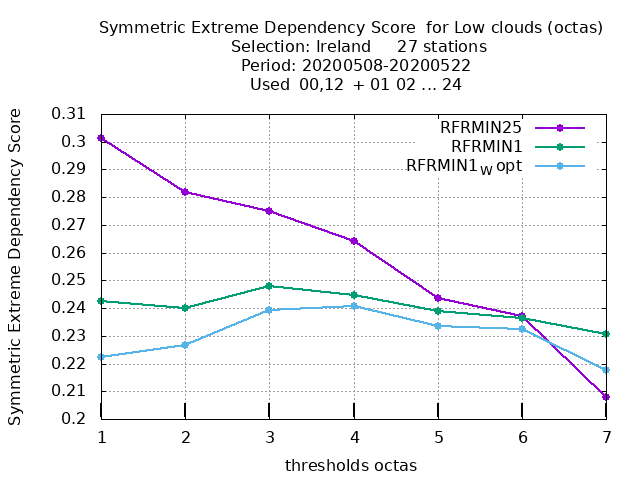 Symmetric Extreme Dependency Score  for Low clouds (octas)
Selection: Ireland     27 stations
Period: 20200508-20200522
Used  00,12  + 01 02 ... 24
Symmetric Extreme Dependency Score
0.31
0.3
0.29
0.28
0.27
0.26
0.25
0.24
0.23
0.22
0.21
0.2
RFRMIN25
RFRMIN1
RFRMIN1W opt
1 2 3 4 5 6 7
thresholds octas